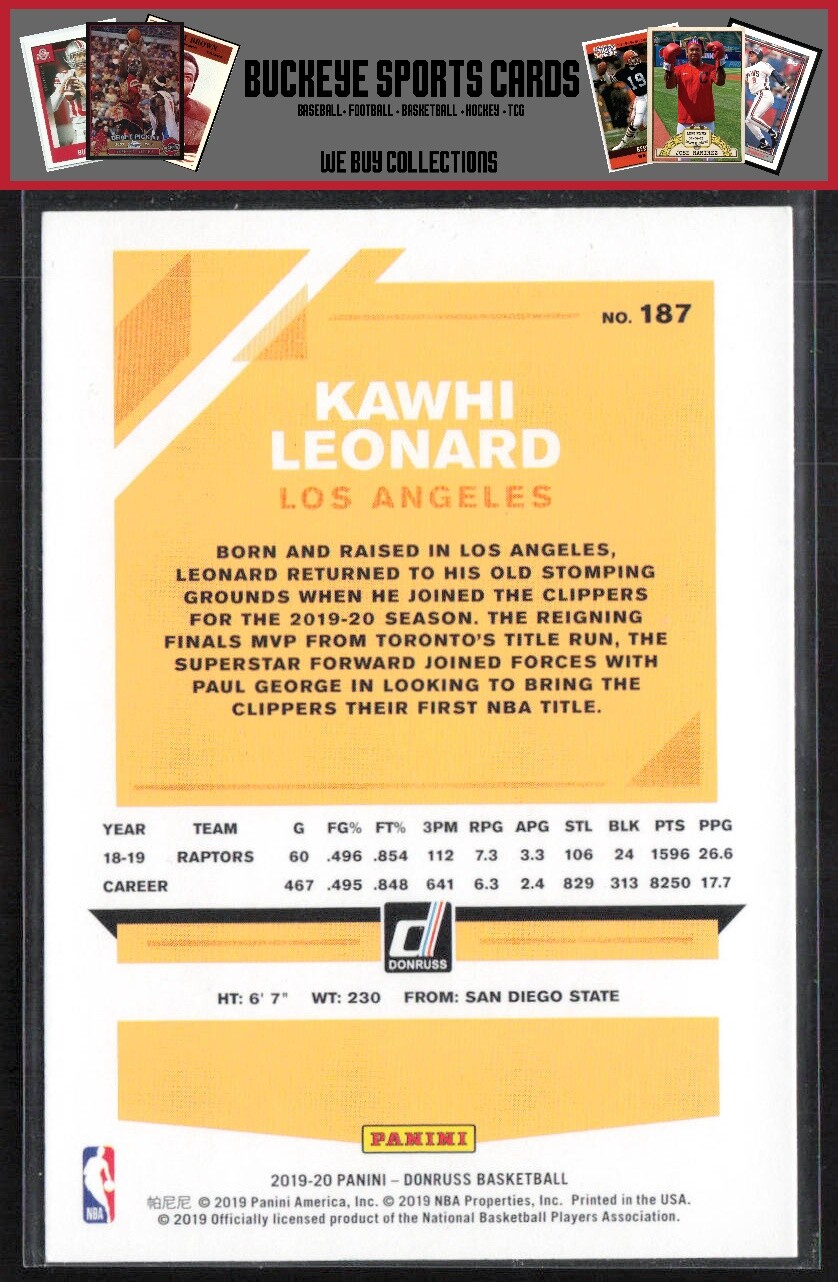 BUCKEYE SPORTS CARDS
BASEBALL • FOOTBALL • BASKETBALL • HOCKEY • TCG
WE BUY COLLECTIONS
BROWN
DRAFT PICK
JOSE RAMIREZ
19
NO. 187
KAWHI
LEONARD
LOS ANGELES
BORN AND RAISED IN LOS ANGELES,
LEONARD RETURNED TO HIS OLD STOMPING
GROUNDS WHEN HE JOINED THE CLIPPERS
FOR THE 2019-20 SEASON. THE REIGNING
FINALS MVP FROM TORONTO'S TITLE RUN, THE
SUPERSTAR FORWARD JOINED FORCES WITH
PAUL GEORGE IN LOOKING TO BRING THE
CLIPPERS THEIR FIRST NBA TITLE.
YEAR TEAM G FG% FT% 3PM RPG APG STL BLK PTS PPG
18-19 RAPTORS 60 .496 .854 112 7.3 3.3 106 24 1596 26.6
CAREER 467 .495 .848 641 6.3 2.4 829 313 8250 17.7
d
DONRUSS
HT: 6' 7" WT: 230 FROM: SAN DIEGO STATE
PANINI
NBA
2019-20 PANINI – DONRUSS BASKETBALL
帕尼尼 © 2019 Panini America, Inc. © 2019 NBA Properties, Inc. Printed in the USA.
© 2019 Officially licensed product of the National Basketball Players Association.